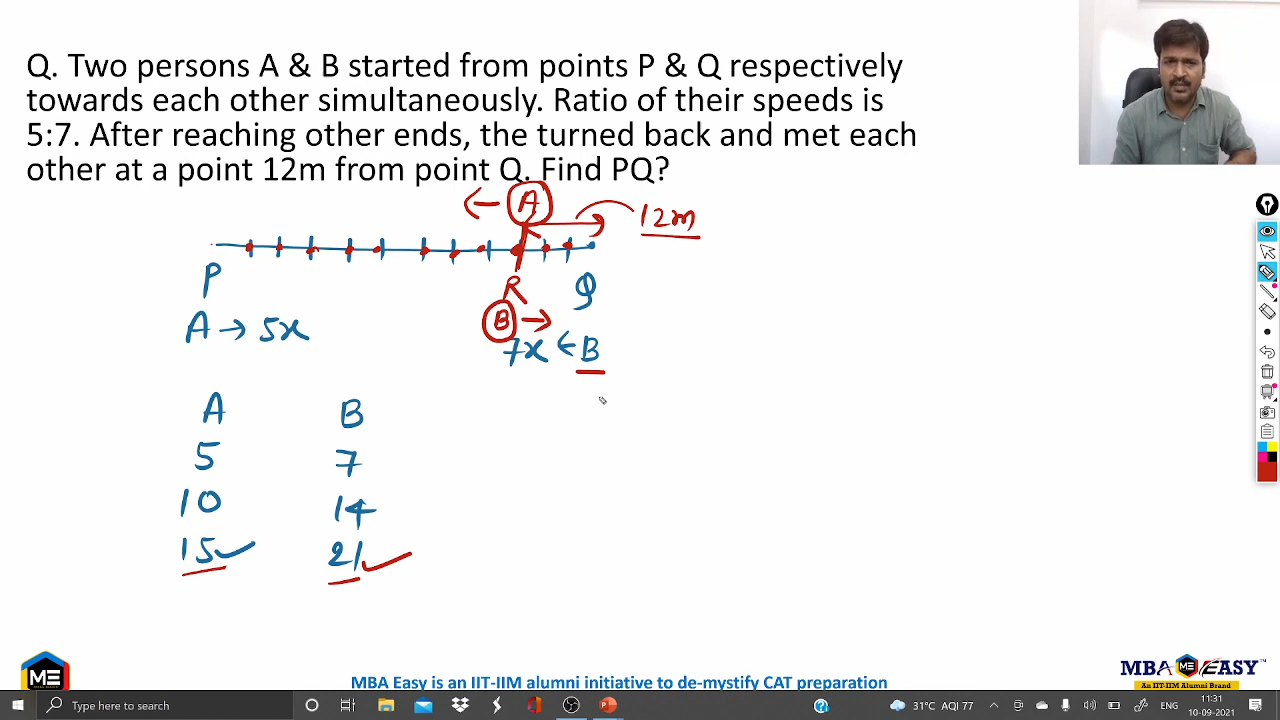 Q. Two persons A & B started from points P & Q respectively
towards each other simultaneously. Ratio of their speeds is
5:7. After reaching other ends, the turned back and met each
other at a point 12m from point Q. Find PQ?
← A 12m
P R Q
B →
A → 5x 7x ← B
A B
5 7
10 14
15 21
ME
MBA Easy is an IIT-IIM alumni initiative to de-mystify CAT preparation
MBA ME EASY™
An IIT-IIM Alumni Brand
Type here to search
31°C AQI 77
ENG
11:31
10-09-2021